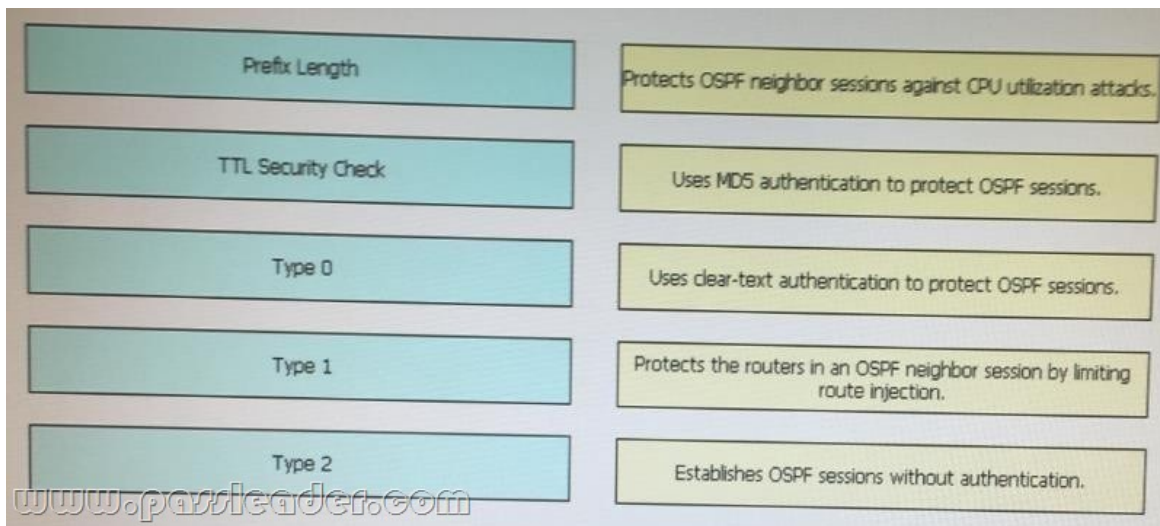 Prefix Length
TTL Security Check
Type 0
Type 1
Type 2
Protects OSPF neighbor sessions against CPU utilization attacks.
Uses MD5 authentication to protect OSPF sessions.
Uses clear-text authentication to protect OSPF sessions.
Protects the routers in an OSPF neighbor session by limiting
route injection.
Establishes OSPF sessions without authentication.
www.passleader.com